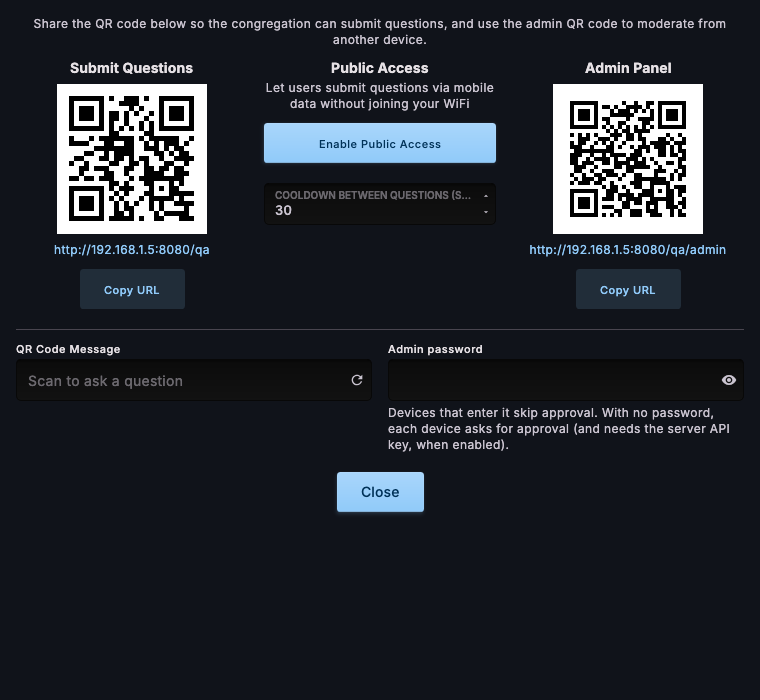 Share the QR code below so the congregation can submit questions, and use the admin QR code to moderate from
another device.
Submit Questions
http://192.168.1.5:8080/qa
Copy URL
Public Access
Let users submit questions via mobile
data without joining your WiFi
Enable Public Access
COOLDOWN BETWEEN QUESTIONS (S...
30
Admin Panel
http://192.168.1.5:8080/qa/admin
Copy URL
QR Code Message
Scan to ask a question
Admin password
Devices that enter it skip approval. With no password,
each device asks for approval (and needs the server API
key, when enabled).
Close